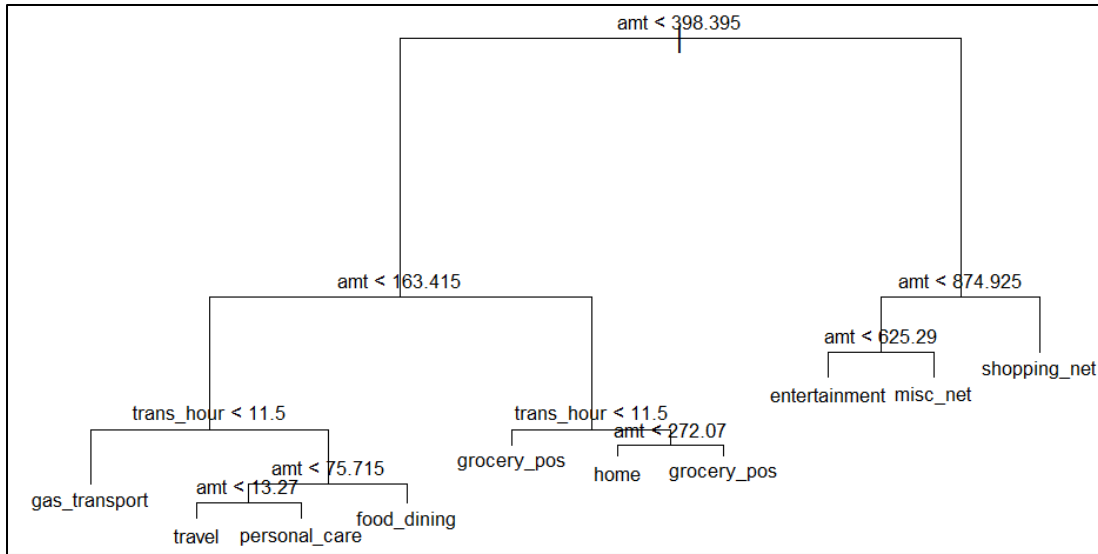 amt < 398.395
amt < 163.415
amt < 874.925
amt < 625.29
shopping_net
entertainment
misc_net
trans_hour < 11.5
trans_hour < 11.5
amt < 272.07
grocery_pos
home
grocery_pos
amt < 75.715
gas_transport
amt < 13.27
food_dining
travel
personal_care